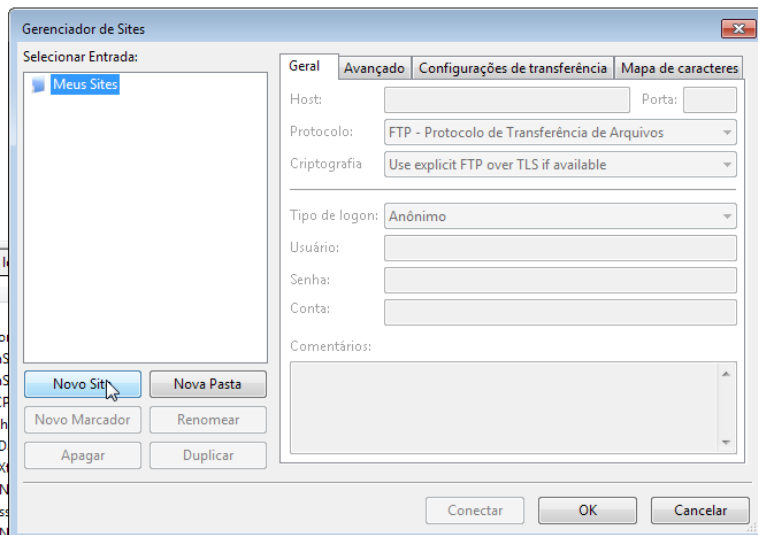 Gerenciador de Sites
Selecionar Entrada:
Meus Sites
Novo Site
Nova Pasta
Novo Marcador
Renomear
Apagar
Duplicar
Geral
Avançado
Configurações de transferência
Mapa de caracteres
Host:
Porta:
Protocolo:
FTP - Protocolo de Transferência de Arquivos
Criptografia
Use explicit FTP over TLS if available
Tipo de logon:
Anônimo
Usuário:
Senha:
Conta:
Comentários:
Conectar
OK
Cancelar